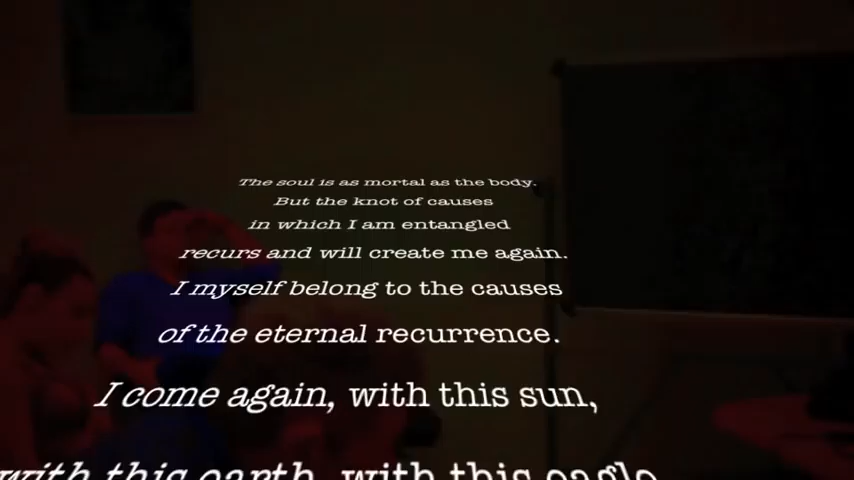 The soul is as mortal as the body.
But the knot of causes
in which I am entangled
recurs and will create me again.
I myself belong to the causes
of the eternal recurrence.
I come again, with this sun,
with this earth, with this eagle